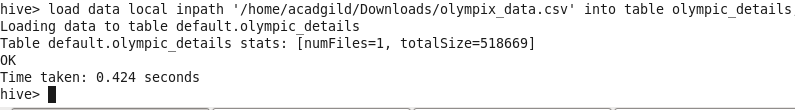 hive> load data local inpath '/home/acadgild/Downloads/olympix_data.csv' into table olympic_details;
Loading data to table default.olympic_details
Table default.olympic_details stats: [numFiles=1, totalSize=518669]
OK
Time taken: 0.424 seconds
hive>